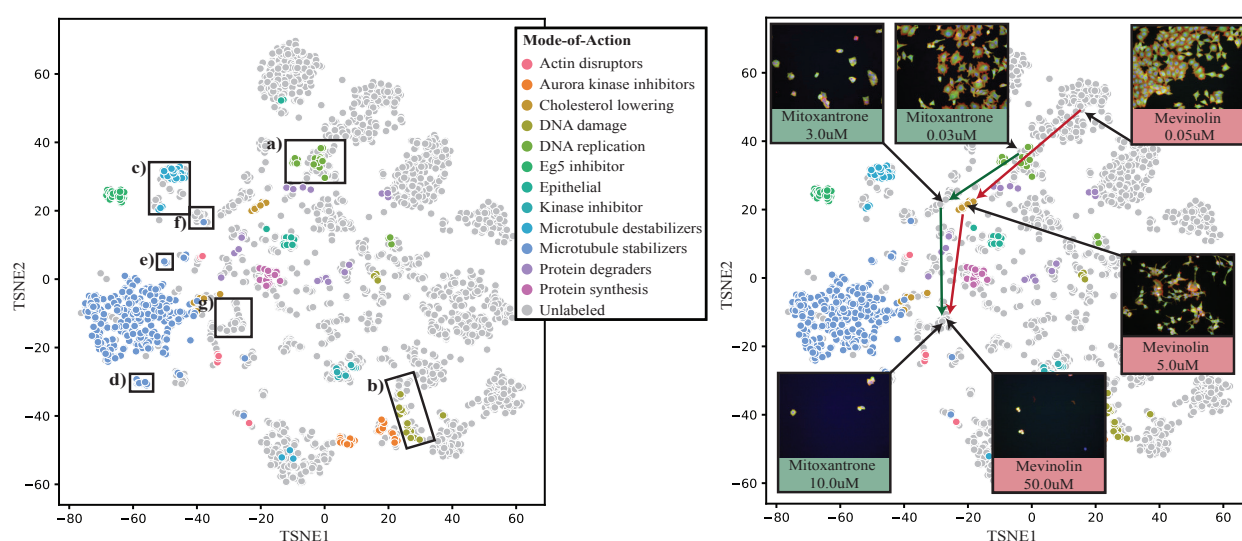 Mode-of-Action
Actin disruptors
Aurora kinase inhibitors
Cholesterol lowering
DNA damage
DNA replication
Eg5 inhibitor
Epithelial
Kinase inhibitor
Microtubule destabilizers
Microtubule stabilizers
Protein degraders
Protein synthesis
Unlabeled
a)
c)
f)
e)
g)
d)
b)
60
40
20
0
−20
−40
−60
TSNE2
−80 −60 −40 −20 0 20 40 60
TSNE1
Mitoxantrone
3.0uM
Mitoxantrone
0.03uM
Mevinolin
0.05uM
Mevinolin
5.0uM
Mitoxantrone
10.0uM
Mevinolin
50.0uM
60
40
20
0
−20
−40
−60
TSNE2
−80 −60 −40 −20 0 20 40 60
TSNE1